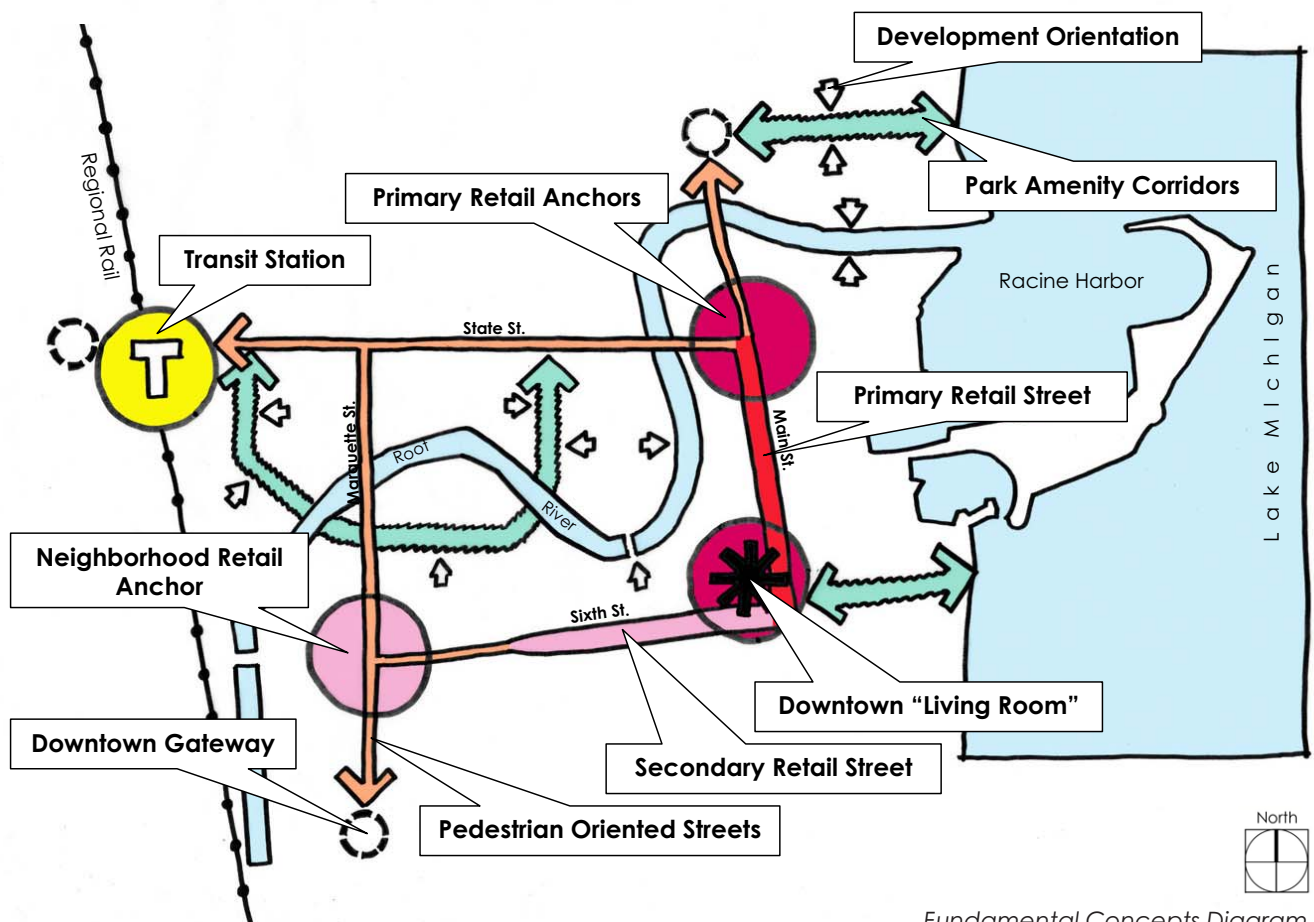 Development Orientation
Park Amenity Corridors
Primary Retail Anchors
Regional Rail
Transit Station
Racine Harbor
State St.
T
Primary Retail Street
Main St.
Marquette St.
Root
River
Lake MIchigan
Neighborhood Retail
Anchor
Sixth St.
Downtown “Living Room”
Downtown Gateway
Secondary Retail Street
Pedestrian Oriented Streets
North
Fundamental Concepts Diagram